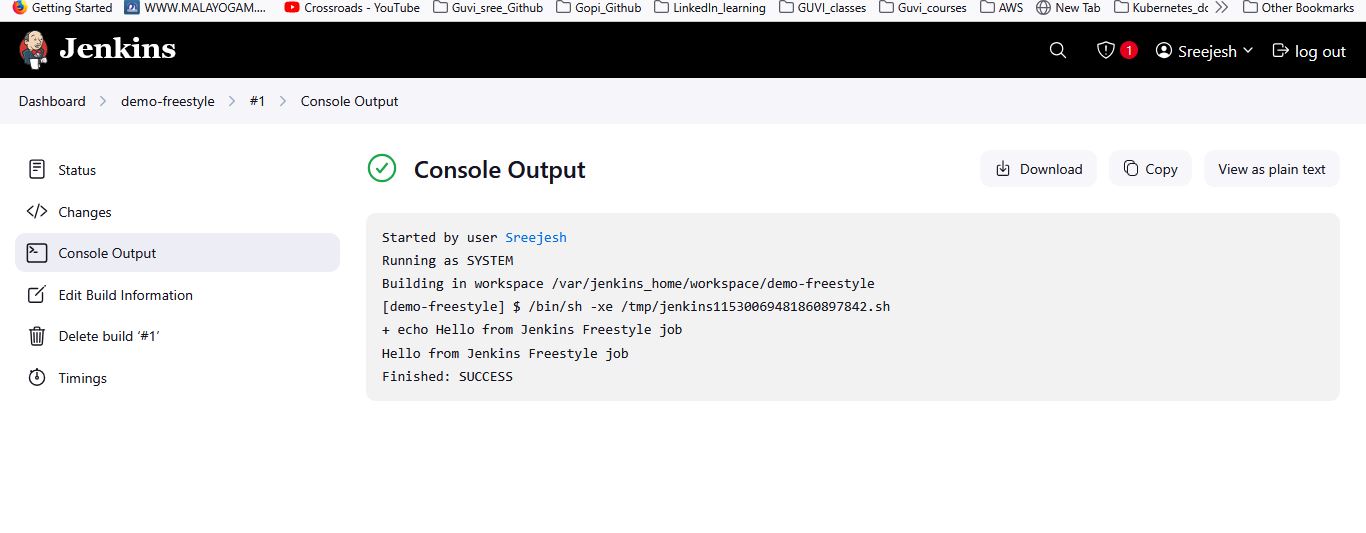 Getting Started WWW.MALAYOGAM.... Crossroads - YouTube Guvi_sree_Github Gopi_Github LinkedIn_learning GUVI_classes Guvi_courses AWS New Tab Kubernetes_do Other Bookmarks
Jenkins 1 Sreejesh log out
Dashboard demo-freestyle #1 Console Output
Status
Changes
Console Output
Edit Build Information
Delete build ‘#1’
Timings
Console Output
Download Copy View as plain text
Started by user Sreejesh
Running as SYSTEM
Building in workspace /var/jenkins_home/workspace/demo-freestyle
[demo-freestyle] $ /bin/sh -xe /tmp/jenkins11530069481860897842.sh
+ echo Hello from Jenkins Freestyle job
Hello from Jenkins Freestyle job
Finished: SUCCESS